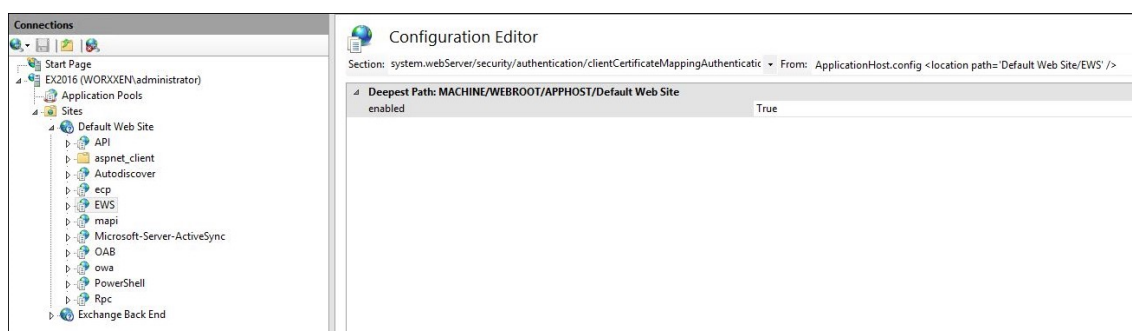 Connections
Start Page
EX2016 (WORXXEN\administrator)
Application Pools
Sites
Default Web Site
API
aspnet_client
Autodiscover
ecp
EWS
mapi
Microsoft-Server-ActiveSync
OAB
owa
PowerShell
Rpc
Exchange Back End
Configuration Editor
Section: system.webServer/security/authentication/clientCertificateMappingAuthenticatic From: ApplicationHost.config <location path='Default Web Site/EWS' />
Deepest Path: MACHINE/WEBROOT/APPHOST/Default Web Site
enabled True